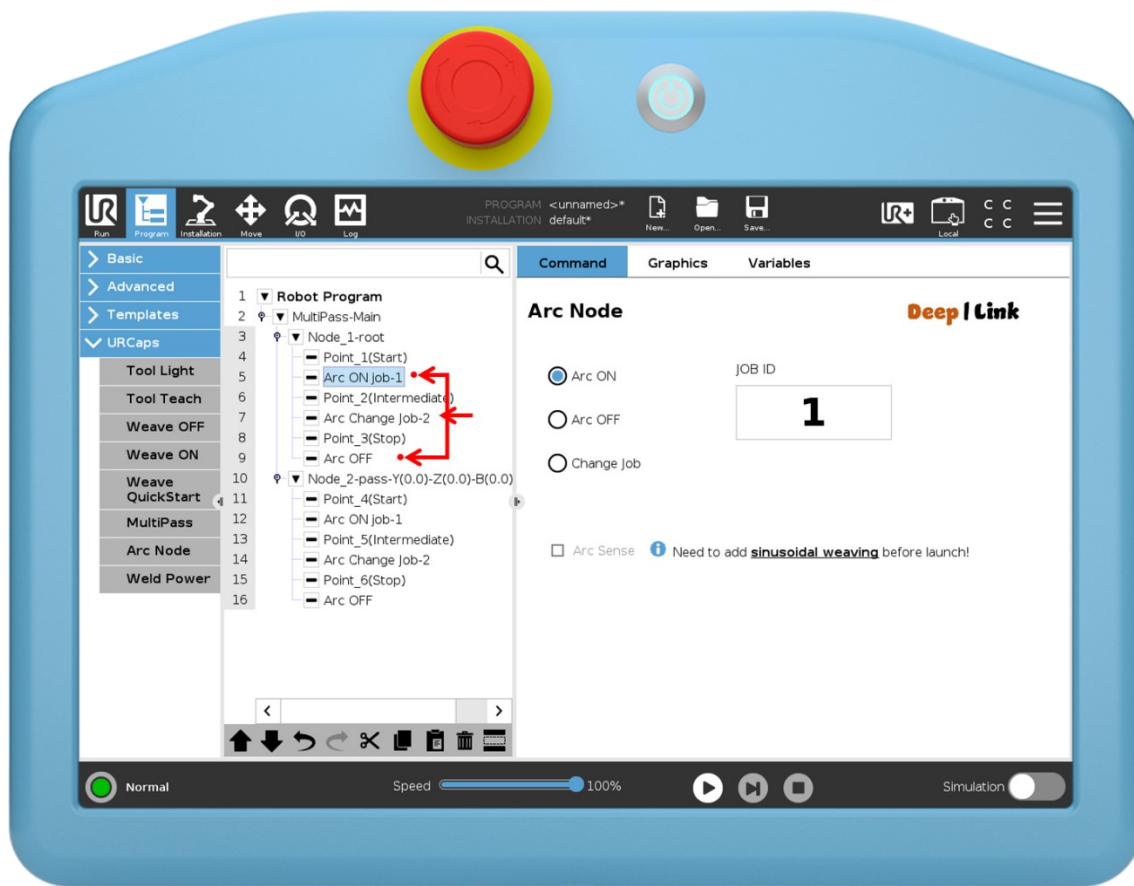 PROGRAM <unnamed>*
INSTALLATION default*
Run
Program
Installation
Move
I/O
Log
New...
Open...
Save...
UR+
Local
C C
C C
Basic
Advanced
Templates
URCaps
Tool Light
Tool Teach
Weave OFF
Weave ON
Weave
QuickStart
MultiPass
Arc Node
Weld Power
1 Robot Program
2 MultiPass-Main
3 Node_1-root
4 Point_1(Start)
5 Arc ON job-1
6 Point_2(Intermediate)
7 Arc Change Job-2
8 Point_3(Stop)
9 Arc OFF
10 Node_2-pass-Y(0.0)-Z(0.0)-B(0.0)
11 Point_4(Start)
12 Arc ON job-1
13 Point_5(Intermediate)
14 Arc Change Job-2
15 Point_6(Stop)
16 Arc OFF
Command Graphics Variables
Arc Node
Deep | Link
Arc ON
Arc OFF
Change Job
JOB ID
1
Arc Sense
Need to add sinusoidal weaving before launch!
Normal
Speed 100%
Simulation